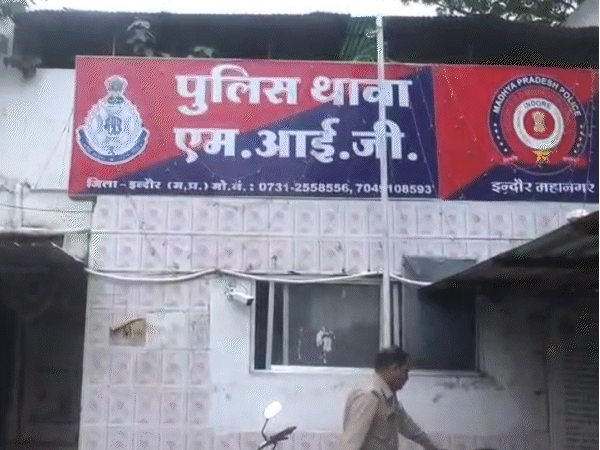 पुलिस थाना
एम.आई.जी.
जिला-इन्दौर (म.प्र.) मो.नं. : 0731-2558556, 7049108593
MADHYA PRADESH POLICE
INDORE
इन्दौर महानगर